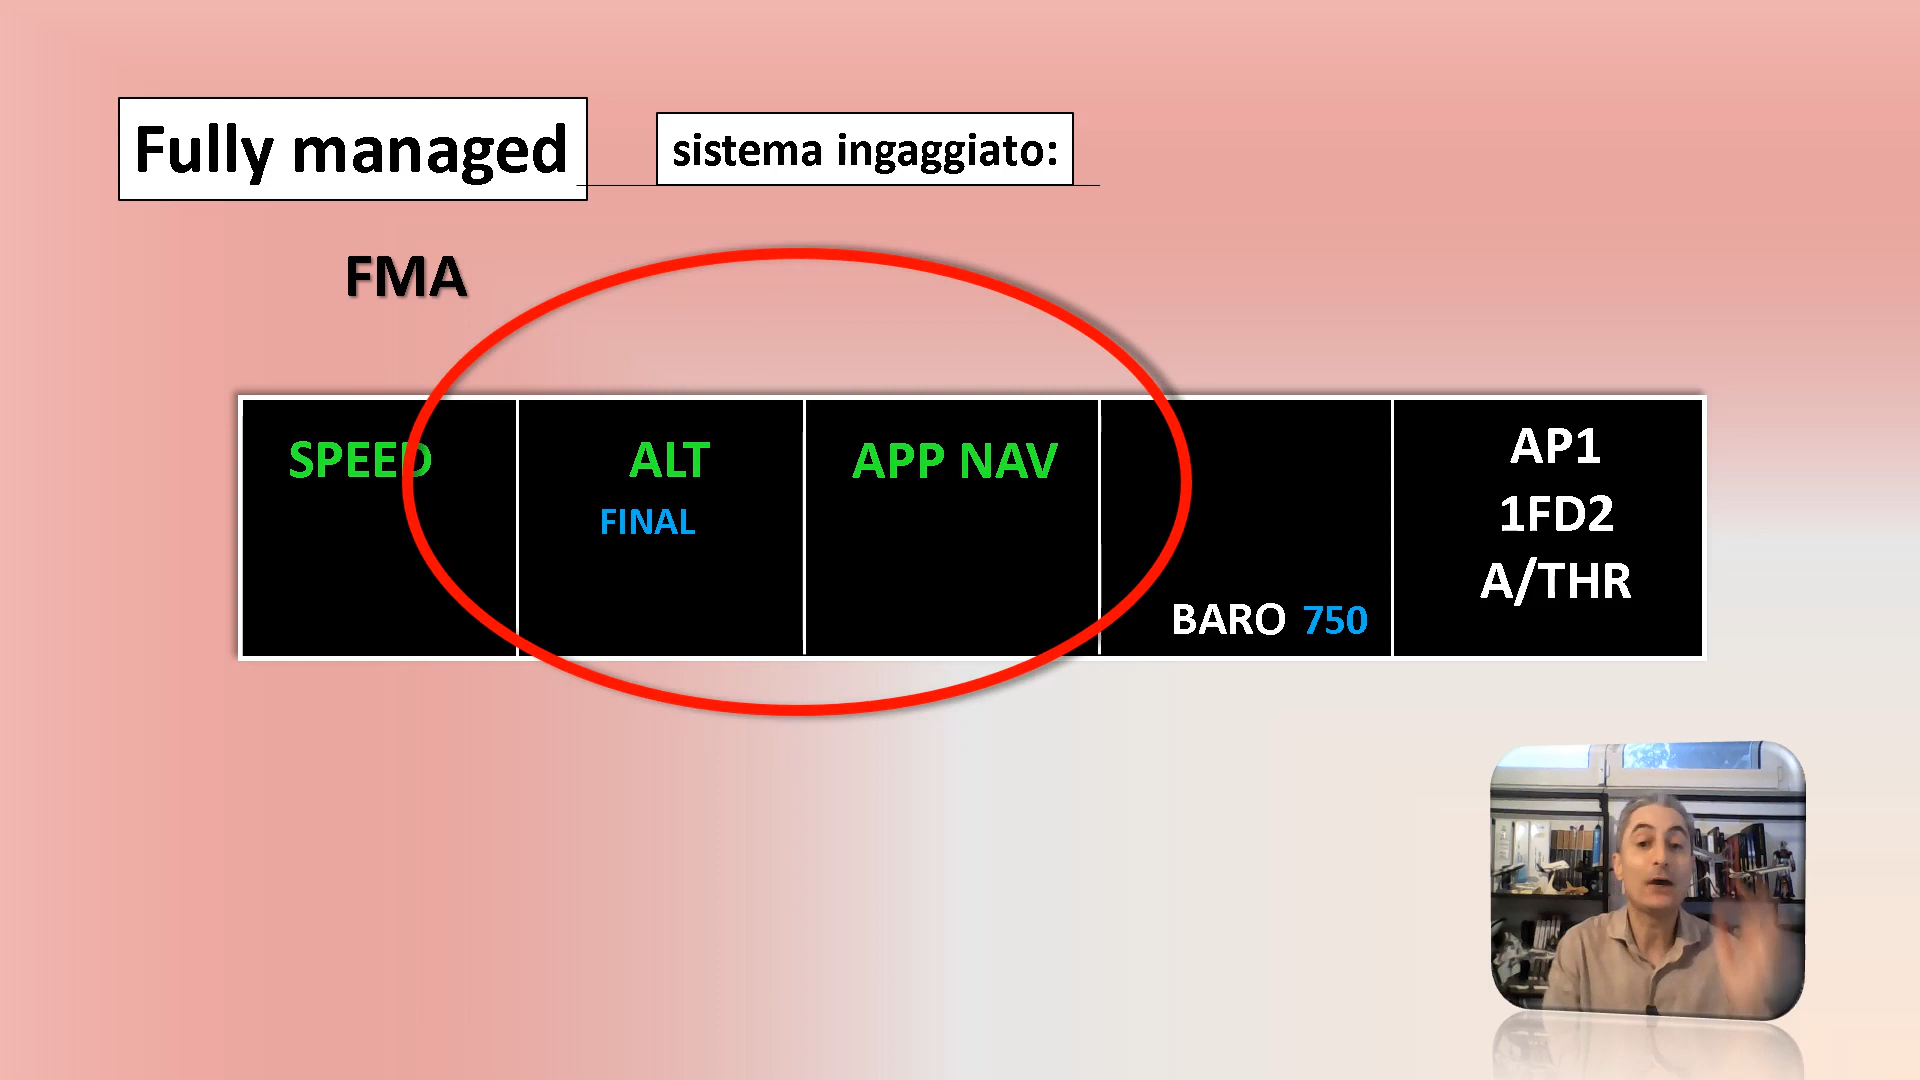 Fully managed
sistema ingaggiato:
FMA
SPEED ALT APP NAV AP1
FINAL 1FD2
A/THR
BARO 750